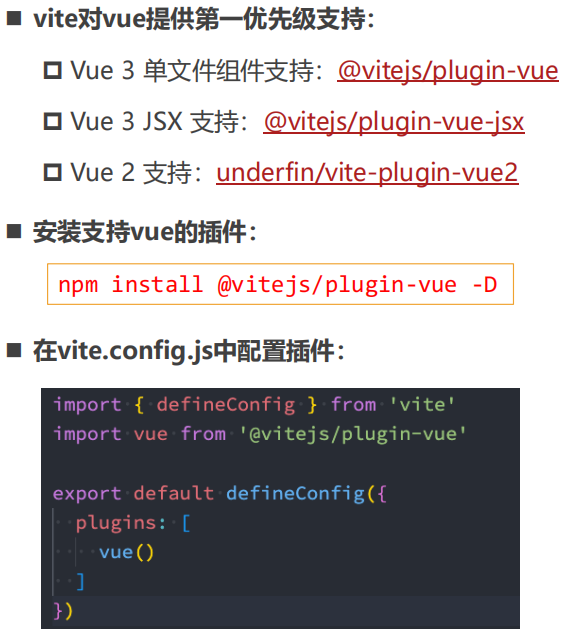 vite对vue提供第一优先级支持：
Vue 3 单文件组件支持：@vitejs/plugin-vue
Vue 3 JSX 支持：@vitejs/plugin-vue-jsx
Vue 2 支持：underfin/vite-plugin-vue2
安装支持vue的插件：
npm install @vitejs/plugin-vue -D
在vite.config.js中配置插件：
import { defineConfig } from 'vite'
import vue from '@vitejs/plugin-vue'
export default defineConfig({
  plugins: [
    vue()
  ]
})